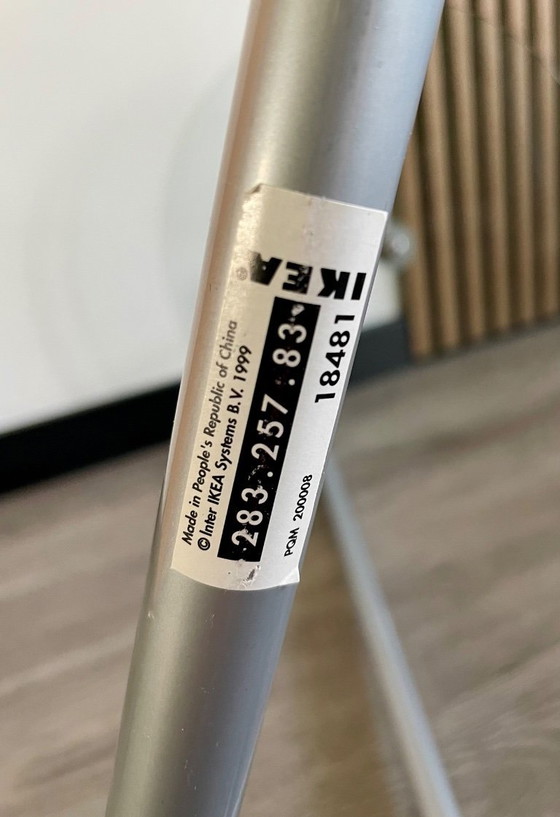 IKEA®
Made in People's Republic of China
© Inter IKEA Systems B.V. 1999
283.257.83
18481
PQM 200008